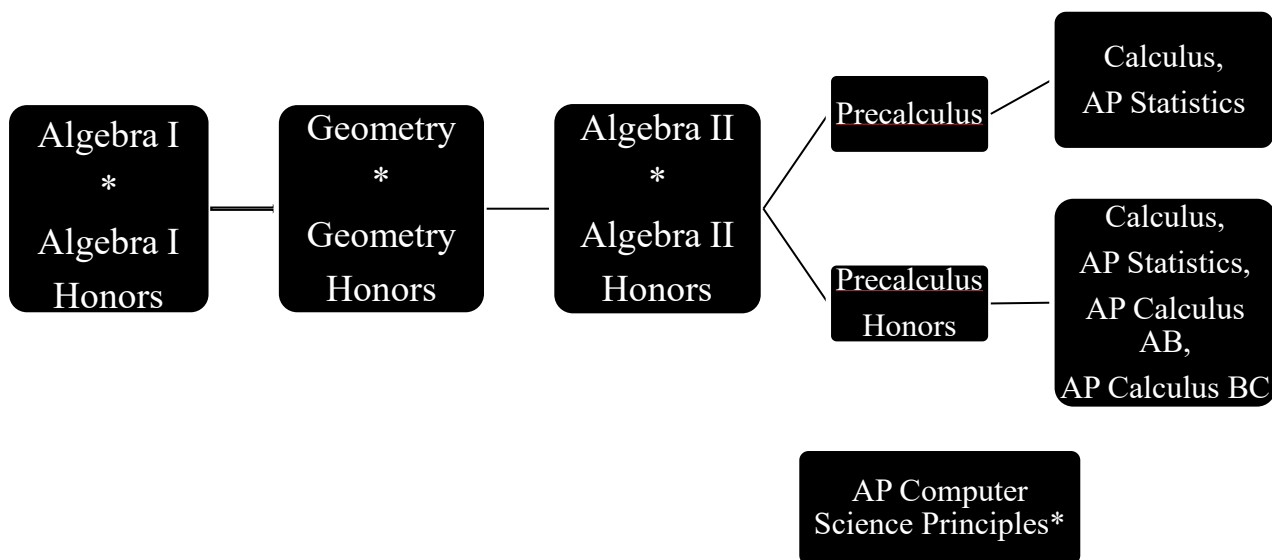 Algebra I
*
Algebra I
Honors
Geometry
*
Geometry
Honors
Algebra II
*
Algebra II
Honors
Precalculus
Calculus,
AP Statistics
Precalculus
Honors
Calculus,
AP Statistics,
AP Calculus
AB,
AP Calculus BC
AP Computer
Science Principles*